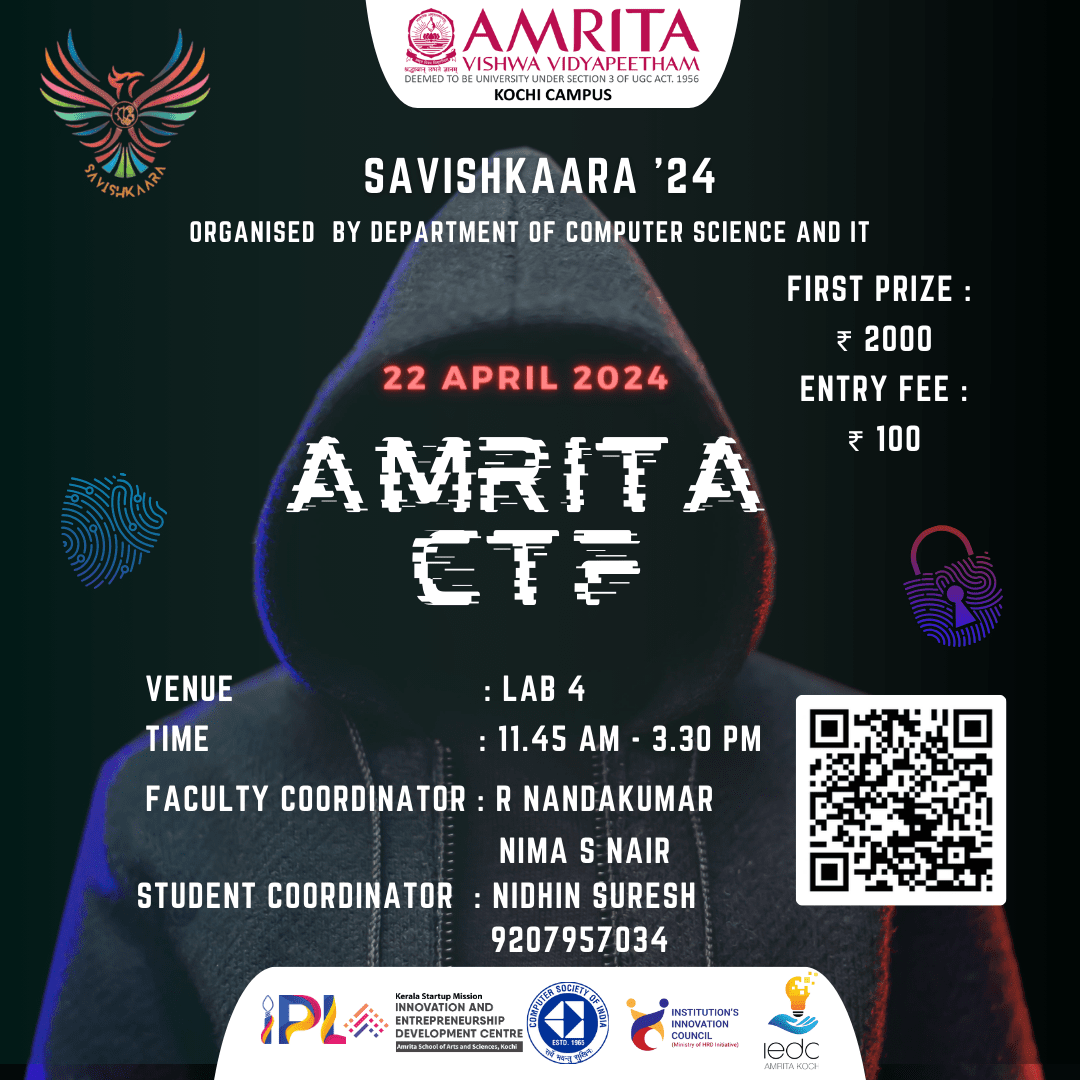 AMRITA
VISHWA VIDYAPEETHAM
DEEMED TO BE UNIVERSITY UNDER SECTION 3 OF UGC ACT. 1956
KOCHI CAMPUS
SAVISHKAARA
SAVISHKAARA '24
ORGANISED BY DEPARTMENT OF COMPUTER SCIENCE AND IT
FIRST PRIZE :
₹ 2000
ENTRY FEE :
₹ 100
22 APRIL 2024
AMRITA
CTF
VENUE : LAB 4
TIME : 11.45 AM - 3.30 PM
FACULTY COORDINATOR : R NANDAKUMAR
NIMA S NAIR
STUDENT COORDINATOR : NIDHIN SURESH
9207957034
iPL
Kerala Startup Mission
INNOVATION AND
ENTREPRENEURSHIP
DEVELOPMENT CENTRE
Amrita School of Arts and Sciences, Kochi
COMPUTER SOCIETY OF INDIA
ESTD. 1965
INSTITUTION'S
INNOVATION
COUNCIL
(Ministry of HRD Initiative)
iedc
AMRITA KOCHI